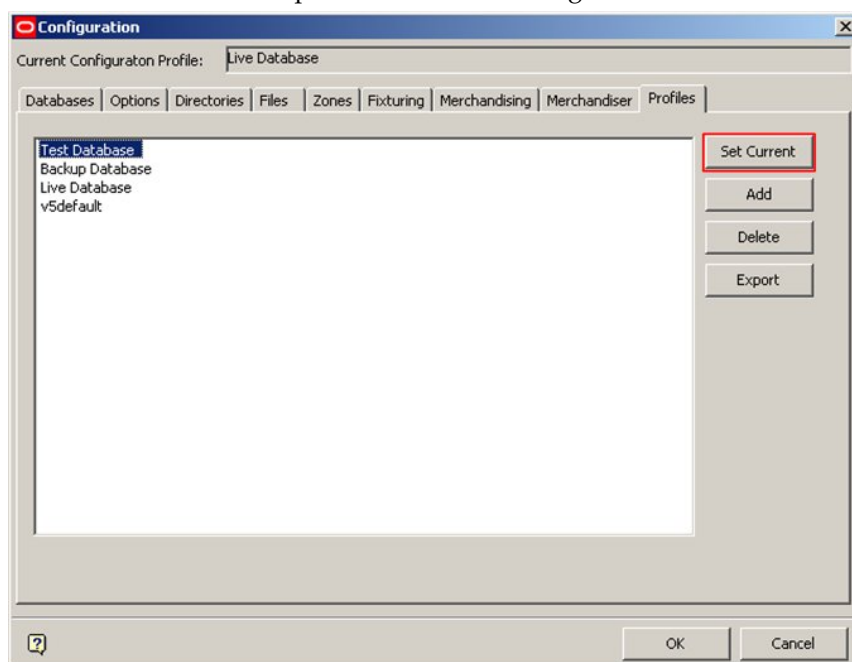 Configuration
Current Configuraton Profile: Live Database
Databases Options Directories Files Zones Fixturing Merchandising Merchandiser Profiles
Test Database
Backup Database
Live Database
v5default
Set Current
Add
Delete
Export
OK Cancel